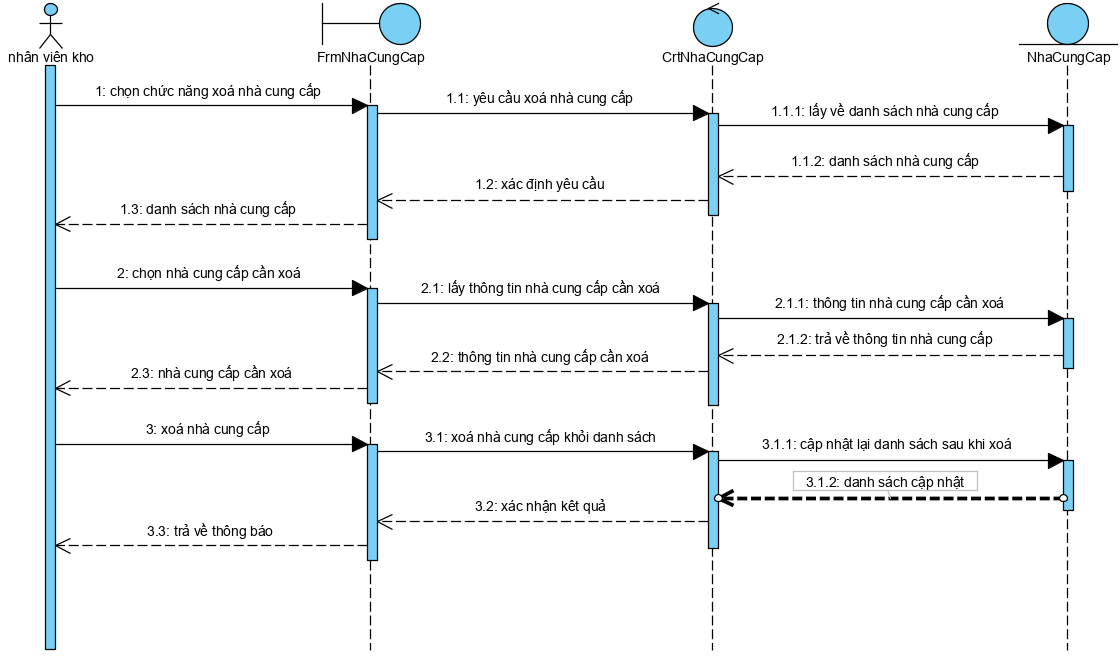 nhân viên kho
FrmNhaCungCap
CrtNhaCungCap
NhaCungCap
1: chọn chức năng xoá nhà cung cấp
1.1: yêu cầu xoá nhà cung cấp
1.1.1: lấy về danh sách nhà cung cấp
1.1.2: danh sách nhà cung cấp
1.2: xác định yêu cầu
1.3: danh sách nhà cung cấp
2: chọn nhà cung cấp cần xoá
2.1: lấy thông tin nhà cung cấp cần xoá
2.1.1: thông tin nhà cung cấp cần xoá
2.1.2: trả về thông tin nhà cung cấp
2.2: thông tin nhà cung cấp cần xoá
2.3: nhà cung cấp cần xoá
3: xoá nhà cung cấp
3.1: xoá nhà cung cấp khỏi danh sách
3.1.1: cập nhật lại danh sách sau khi xoá
3.1.2: danh sách cập nhật
3.2: xác nhận kết quả
3.3: trả về thông báo